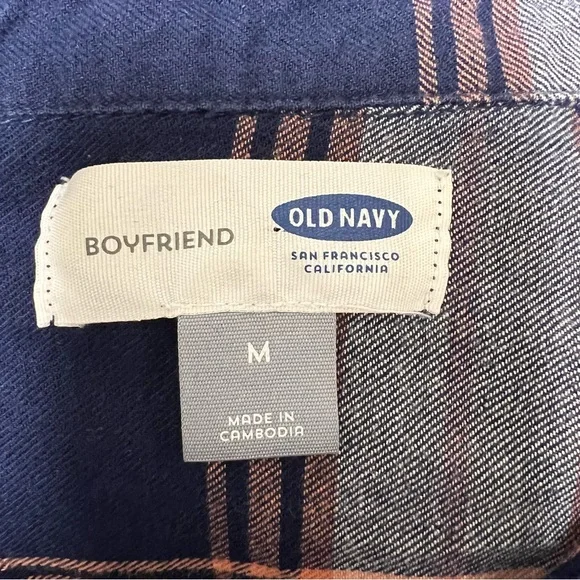 BOYFRIEND
OLD NAVY
SAN FRANCISCO
CALIFORNIA
M
MADE IN
CAMBODIA